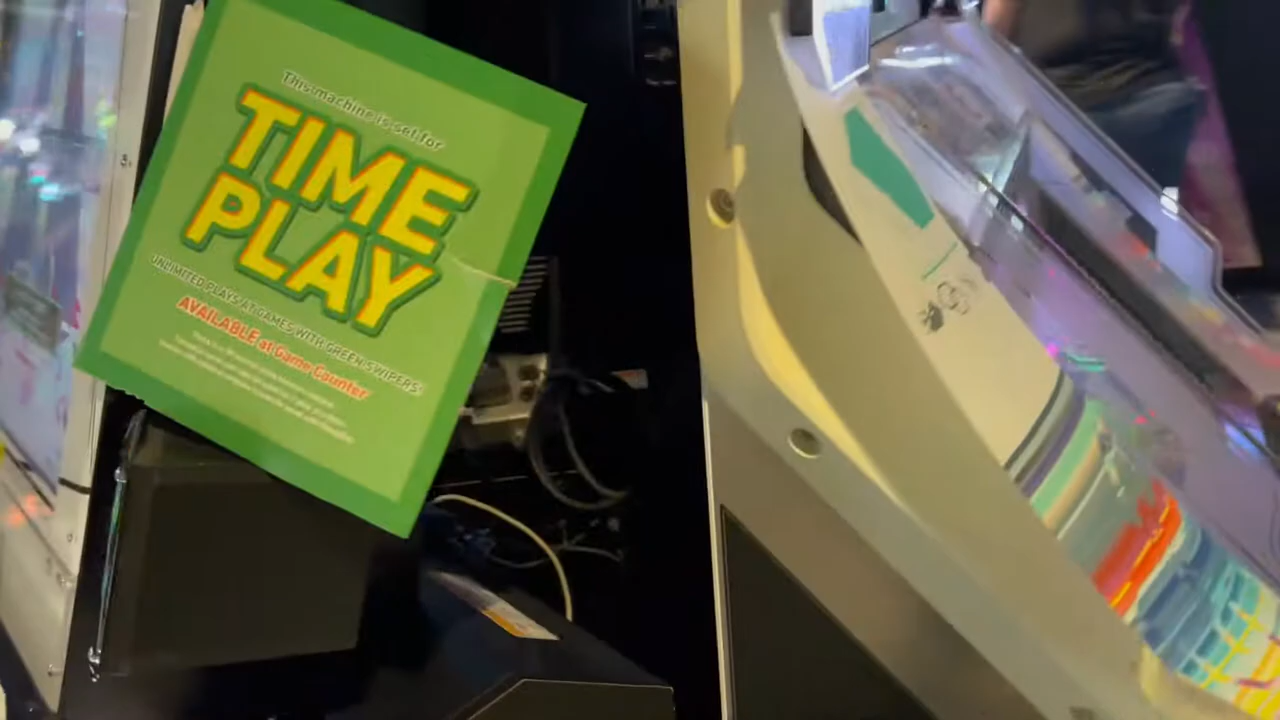 This machine is set for
TIME
PLAY
UNLIMITED PLAYS AT GAMES WITH GREEN SWIPERS!
AVAILABLE at Game Counter